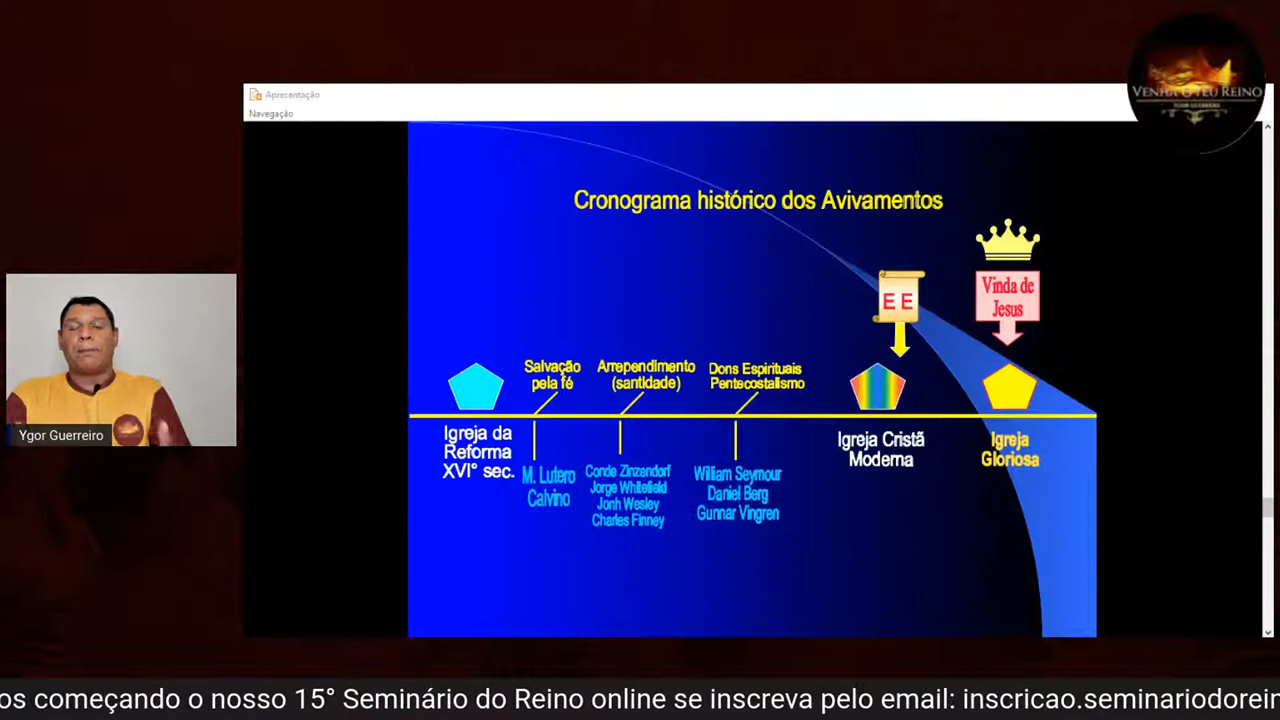 VENHA O TEU REINO
YGOR GUERREIRO
Apresentação
Navegação
Cronograma histórico dos Avivamentos
E E
Vinda de
Jesus
Salvação
pela fé
Arrependimento
(santidade)
Dons Espirituais
Pentecostalismo
Igreja da
Reforma
XVI° sec.
M. Lutero
Calvino
Conde Zinzendorf
Jorge Whitefield
Jonh Wesley
Charles Finney
William Seymour
Daniel Berg
Gunnar Vingren
Igreja Cristã
Moderna
Igreja
Gloriosa
Ygor Guerreiro
os começando o nosso 15° Seminário do Reino online se inscreva pelo email: inscricao.seminariodorein